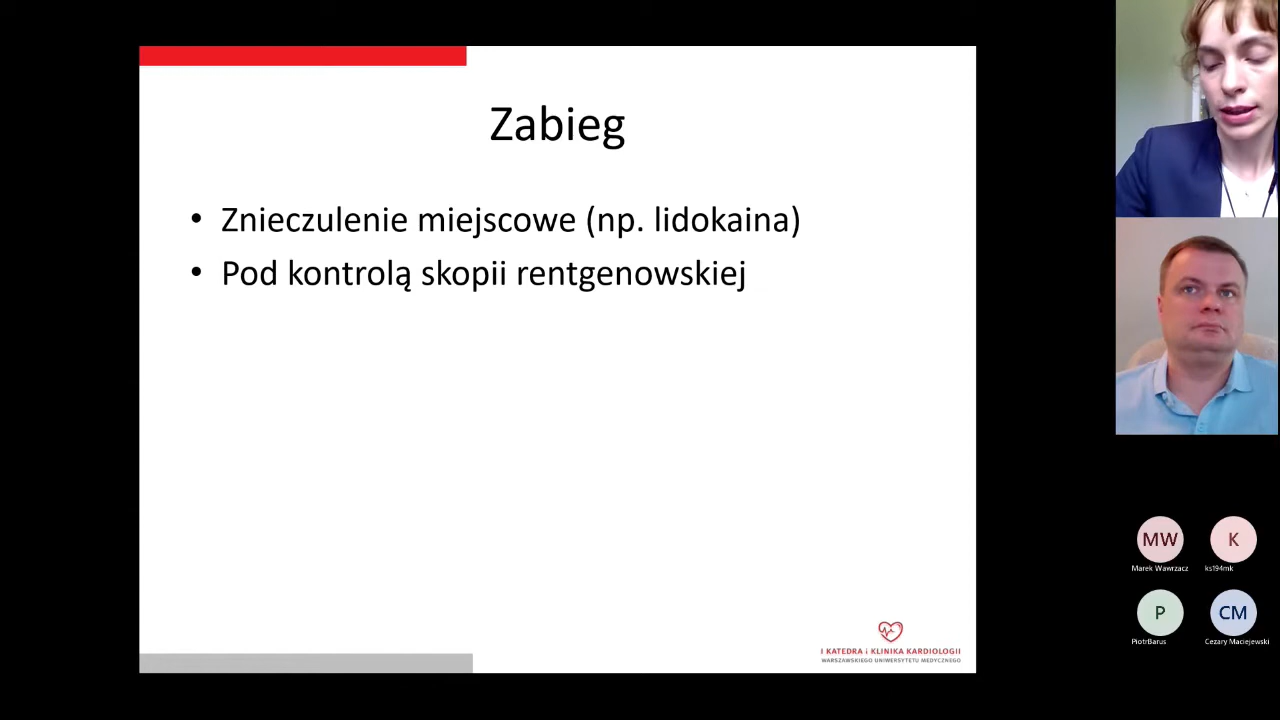 Zabieg
• Znieczulenie miejscowe (np. lidokaina)
• Pod kontrolą skopii rentgenowskiej
I KATEDRA i KLINIKA KARDIOLOGII
WARSZAWSKIEGO UNIWERSYTETU MEDYCZNEGO
MW
K
Marek Wawrzacz
ks194mk
P
CM
PiotrBarus
Cezary Maciejewski